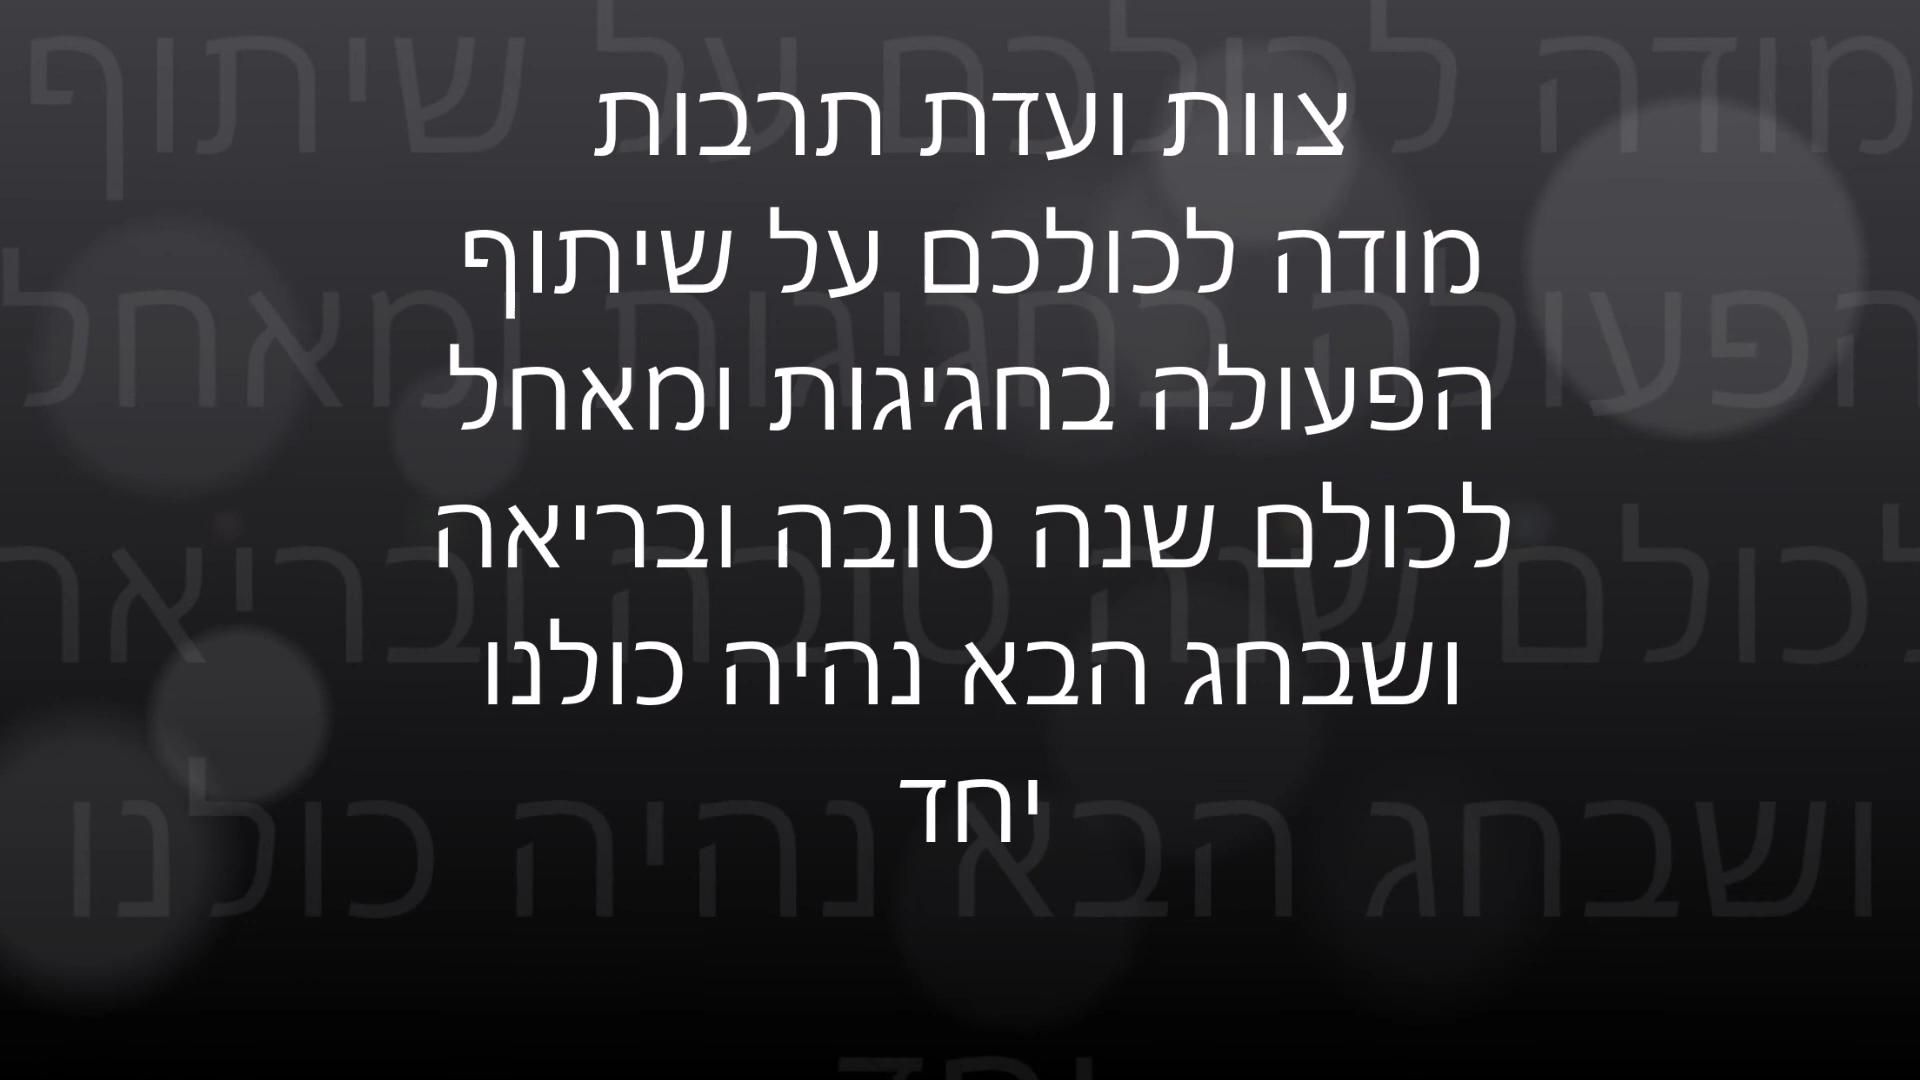 צוות ועדת תרבות
מודה לכולכם על שיתוף
הפעולה בחגיגות ומאחל
לכולם שנה טובה ובריאה
ושבחג הבא נהיה כולנו
יחד